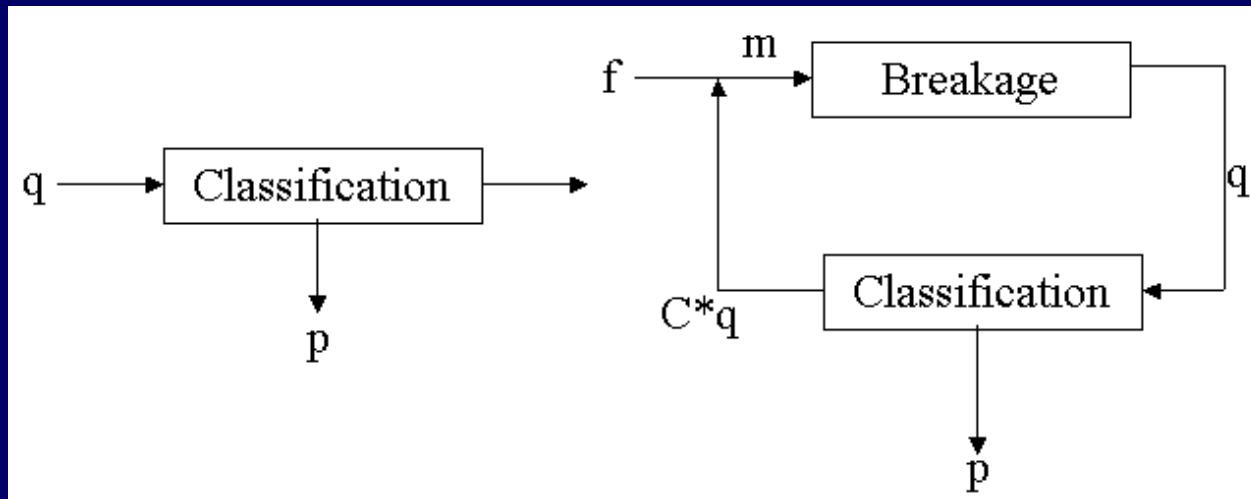 q
Classification
p
f
m
Breakage
q
C*q
Classification
p